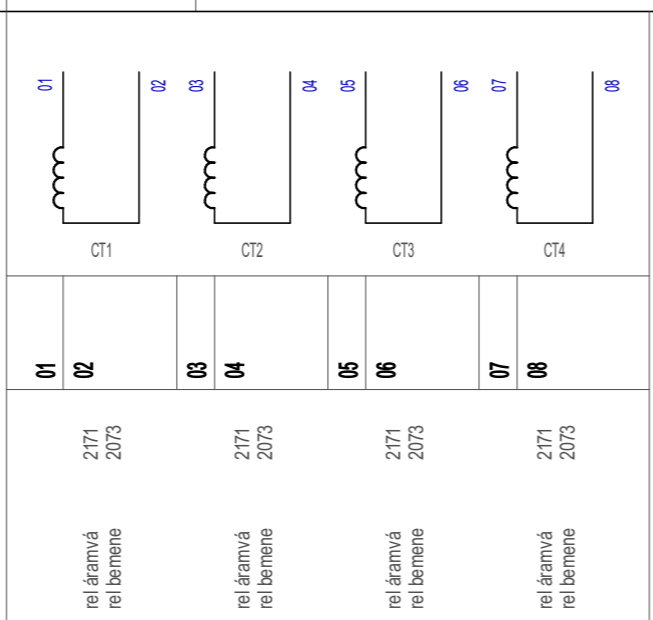 01 02 03 04 05 06 07 08
CT1 CT2 CT3 CT4
01 02 03 04 05 06 07 08
2171 2073 2171 2073 2171 2073 2171 2073
rel áramvá
rel bemene
rel áramvá
rel bemene
rel áramvá
rel bemene
rel áramvá
rel bemene